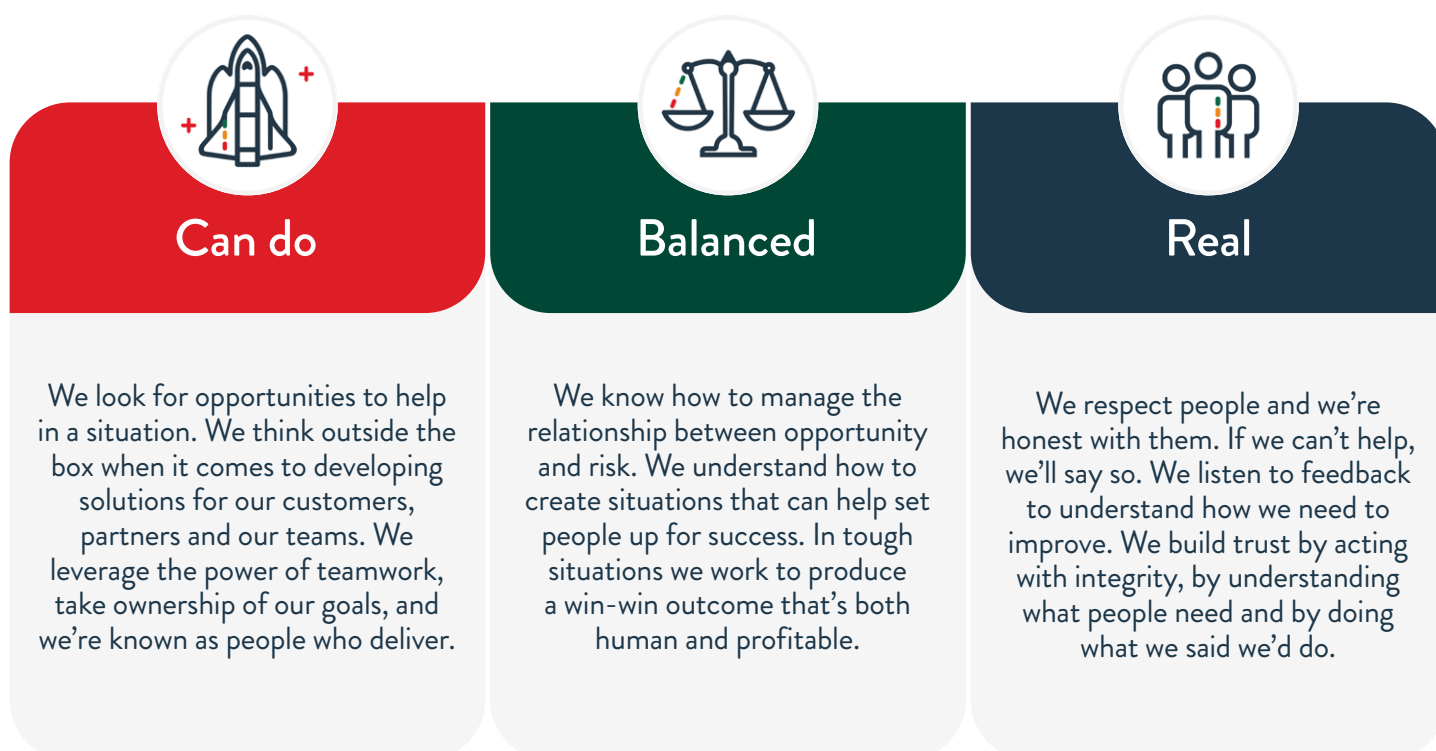 Can do
We look for opportunities to help
in a situation. We think outside the
box when it comes to developing
solutions for our customers,
partners and our teams. We
leverage the power of teamwork,
take ownership of our goals, and
we’re known as people who deliver.
Balanced
We know how to manage the
relationship between opportunity
and risk. We understand how to
create situations that can help set
people up for success. In tough
situations we work to produce
a win-win outcome that’s both
human and profitable.
Real
We respect people and we’re
honest with them. If we can’t help,
we’ll say so. We listen to feedback
to understand how we need to
improve. We build trust by acting
with integrity, by understanding
what people need and by doing
what we said we’d do.